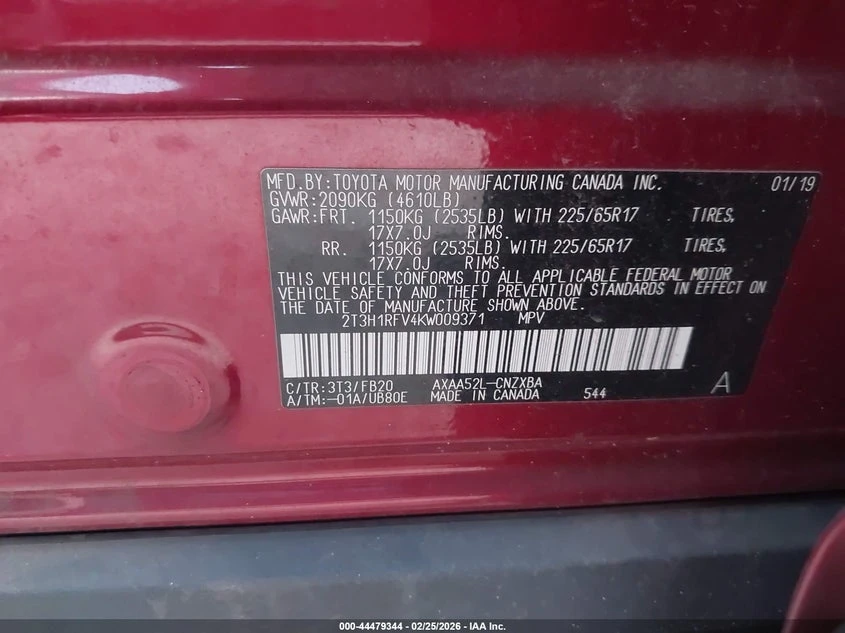 MFD.BY:TOYOTA MOTOR MANUFACTURING CANADA INC. 01/19
GVWR:2090KG (4610LB)
GAWR:FRT. 1150KG (2535LB) WITH 225/65R17 TIRES,
17X7.0J RIMS.
RR. 1150KG (2535LB) WITH 225/65R17 TIRES,
17X7.0J RIMS.
THIS VEHICLE CONFORMS TO ALL APPLICABLE FEDERAL MOTOR
VEHICLE SAFETY AND THEFT PREVENTION STANDARDS IN EFFECT ON
THE DATE OF MANUFACTURE SHOWN ABOVE.
2T3H1RFV4KW009371 MPV
C/TR:3T3/FB20 AXAA52L-CNZXBA
A/TM:-01A/UB80E MADE IN CANADA 544 A
000-44479344 - 02/25/2026 - IAA Inc.